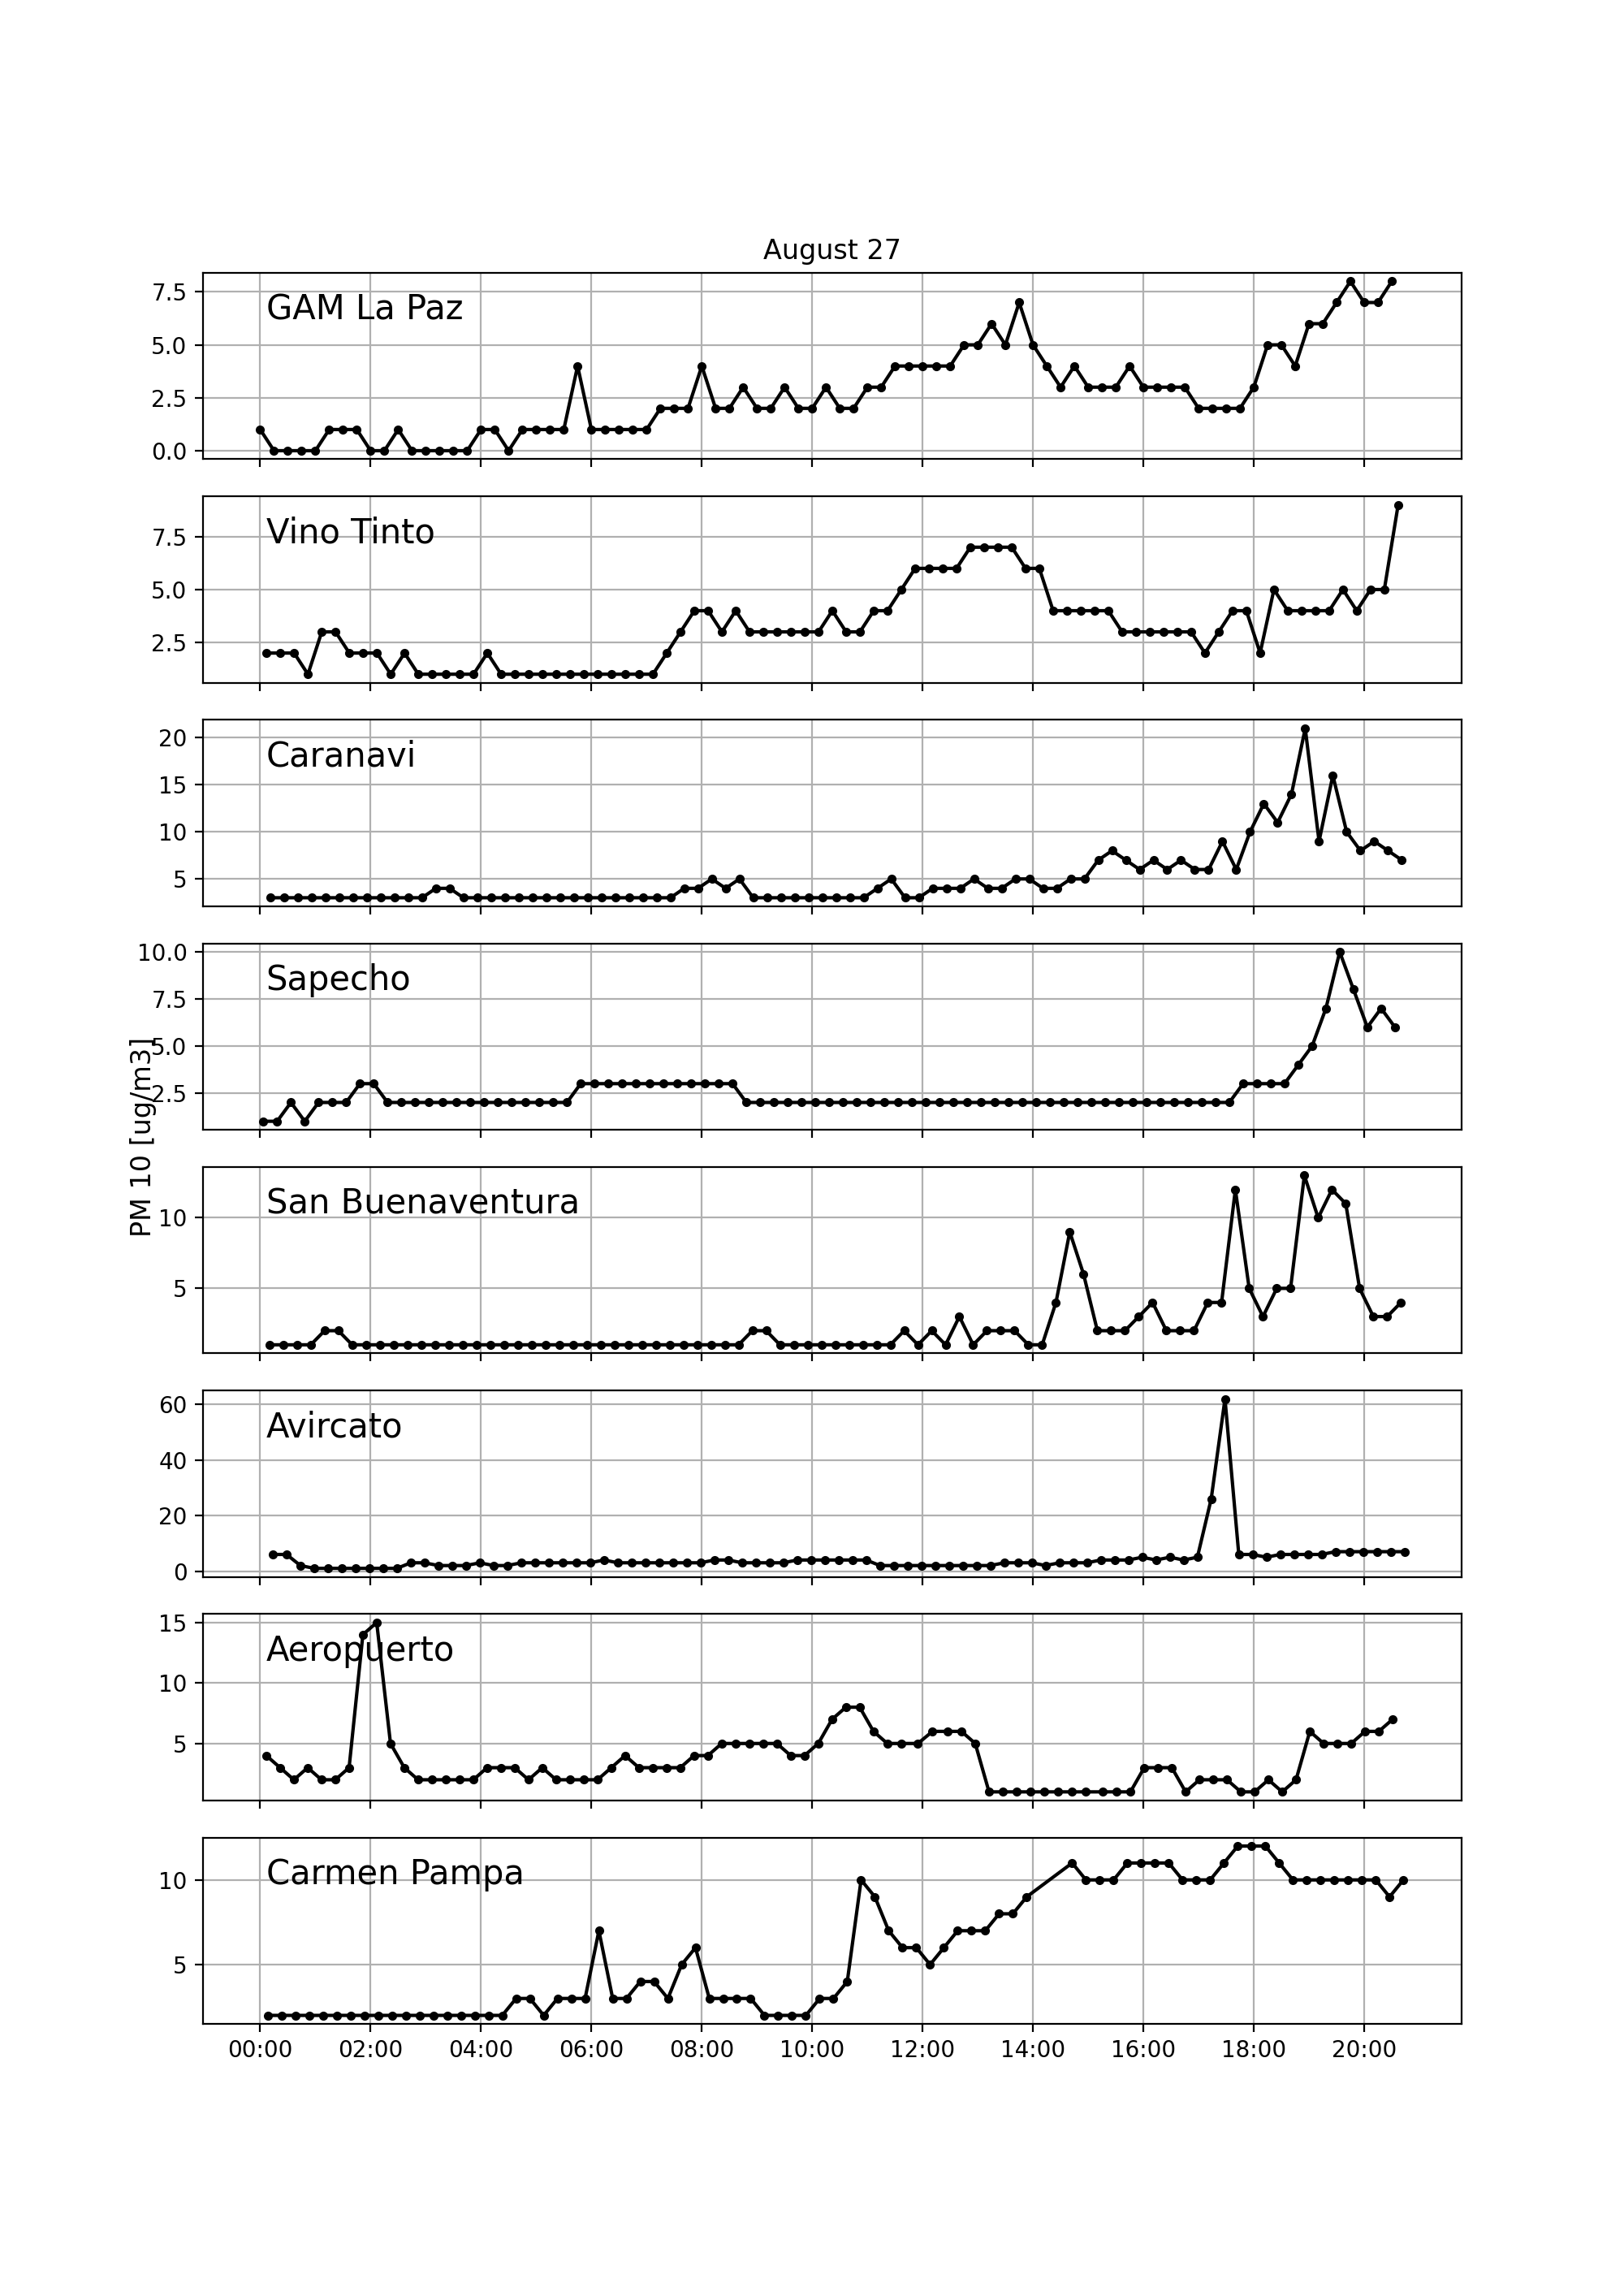 August 27
PM 10 [ug/m3]
GAM La Paz
7.5
5.0
2.5
0.0
Vino Tinto
7.5
5.0
2.5
Caranavi
20
15
10
5
Sapecho
10.0
7.5
5.0
2.5
San Buenaventura
10
5
Avircato
60
40
20
0
Aeropuerto
15
10
5
Carmen Pampa
10
5
00:00 02:00 04:00 06:00 08:00 10:00 12:00 14:00 16:00 18:00 20:00